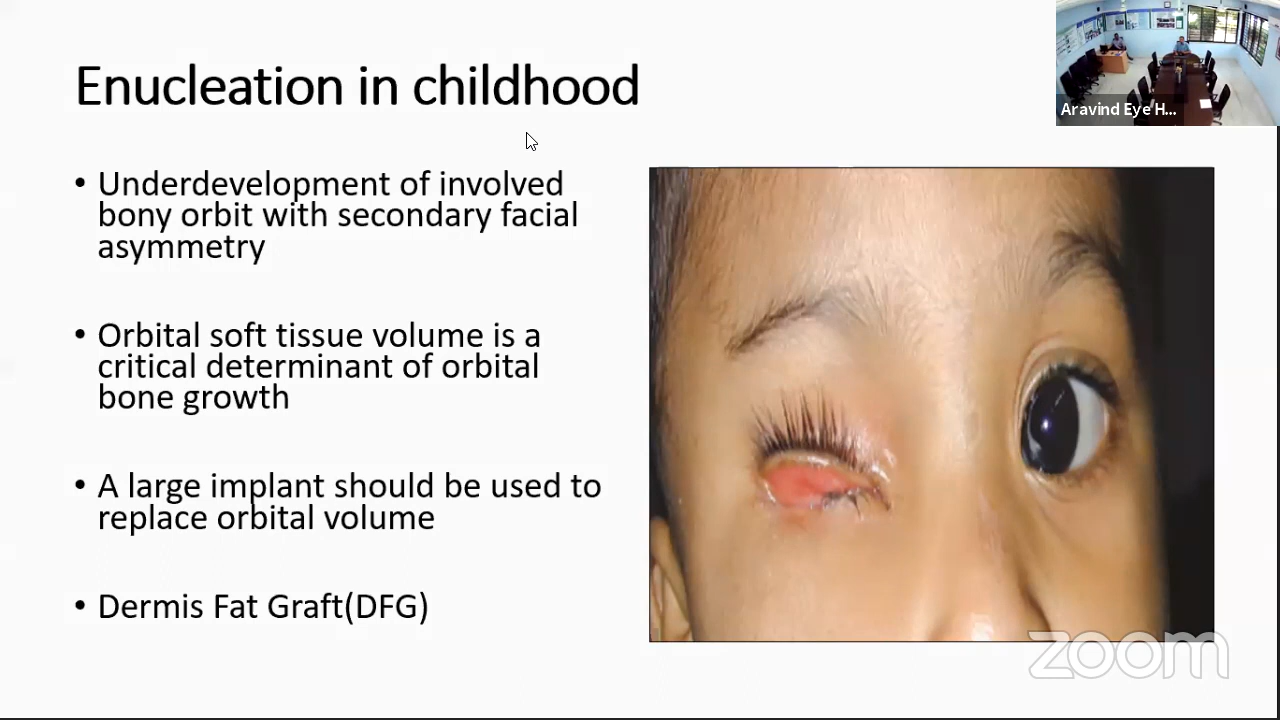 Enucleation in childhood
Aravind Eye H...
• Underdevelopment of involved
bony orbit with secondary facial
asymmetry
• Orbital soft tissue volume is a
critical determinant of orbital
bone growth
• A large implant should be used to
replace orbital volume
• Dermis Fat Graft(DFG)
zoom